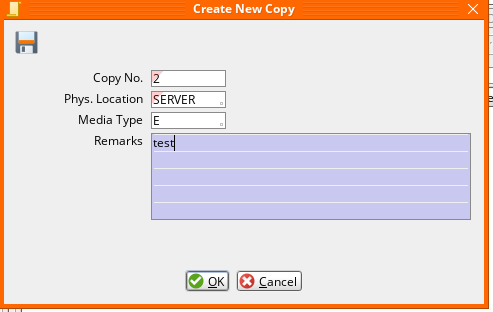 Create New Copy
Copy No. 2
Phys. Location SERVER
Media Type E
Remarks test
OK Cancel